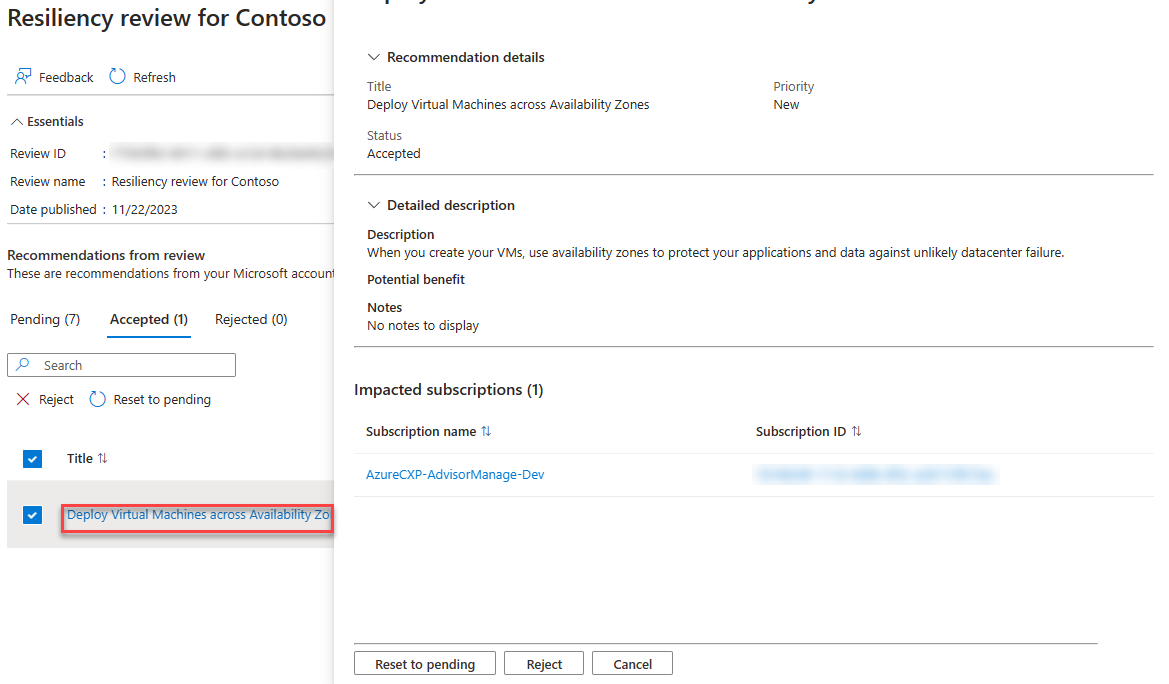 Resiliency review for Contoso
Feedback
Refresh
Essentials
Review ID :
Review name : Resiliency review for Contoso
Date published : 11/22/2023
Recommendations from review
These are recommendations from your Microsoft account
Pending (7)
Accepted (1)
Rejected (0)
Search
Reject
Reset to pending
Title
Deploy Virtual Machines across Availability Zo
Recommendation details
Title
Deploy Virtual Machines across Availability Zones
Priority
New
Status
Accepted
Detailed description
Description
When you create your VMs, use availability zones to protect your applications and data against unlikely datacenter failure.
Potential benefit
Notes
No notes to display
Impacted subscriptions (1)
Subscription name
Subscription ID
AzureCXP-AdvisorManage-Dev
Reset to pending
Reject
Cancel